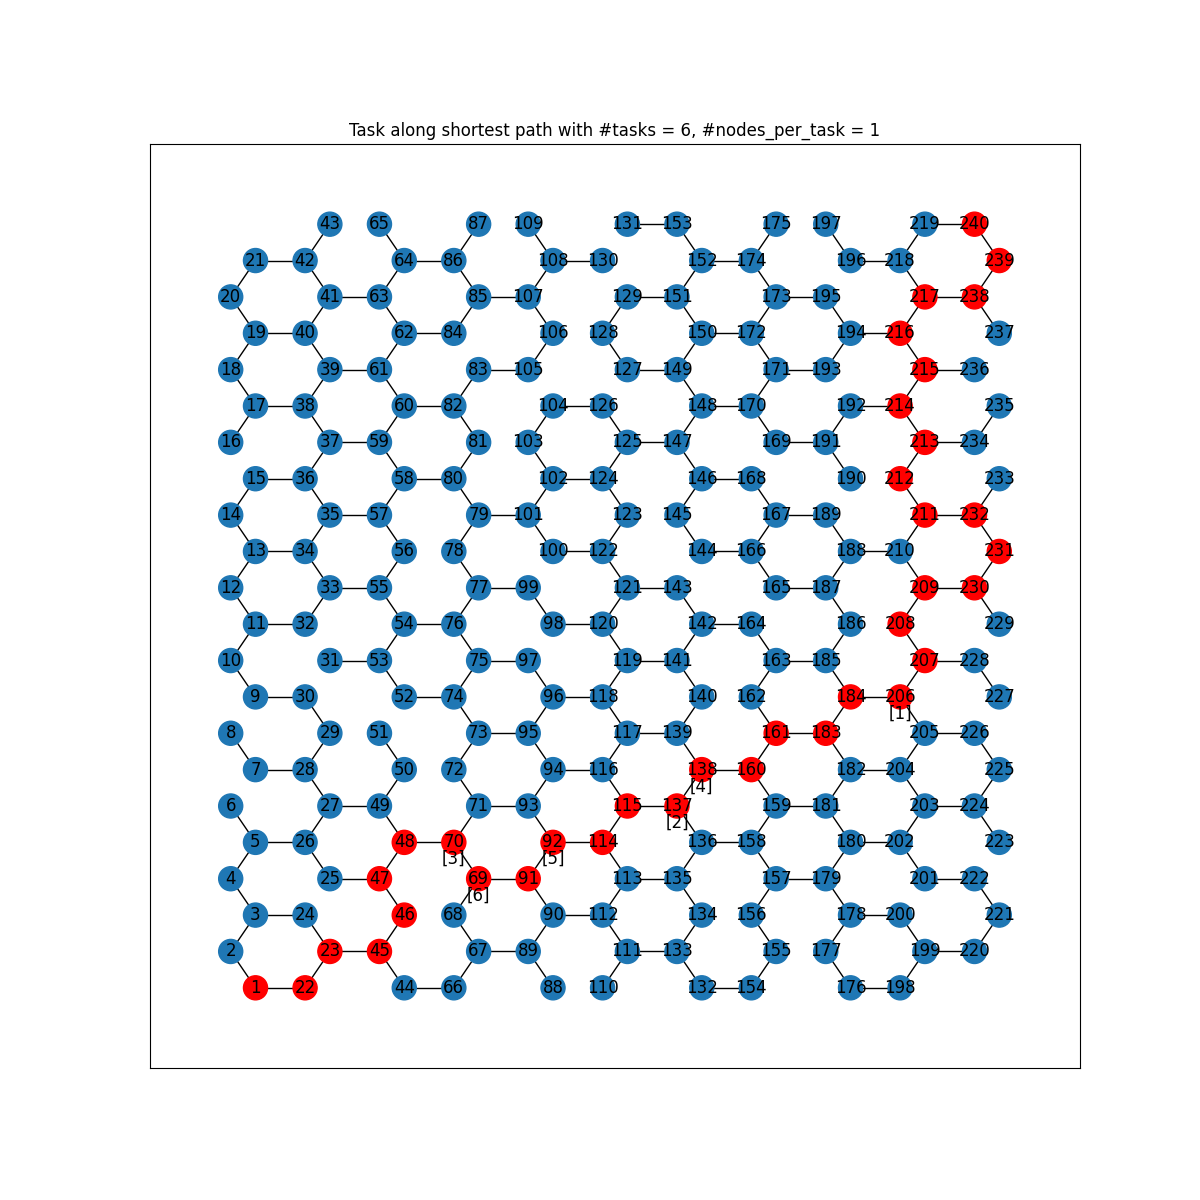 Task along shortest path with #tasks = 6, #nodes_per_task = 1
43 65 87 109 131 153 175 197 219 240
21 42 64 86 108 130 152 174 196 218 239
20 41 63 85 107 129 151 173 195 217 238
19 40 62 84 106 128 150 172 194 216 237
18 39 61 83 105 127 149 171 193 215 236
17 38 60 82 104 126 148 170 192 214 235
16 37 59 81 103 125 147 169 191 213 234
15 36 58 80 102 124 146 168 190 212 233
14 35 57 79 101 123 145 167 189 211 232
13 34 56 78 100 122 144 166 188 210 231
12 33 55 77 99 121 143 165 187 209 230
11 32 54 76 98 120 142 164 186 208 229
10 31 53 75 97 119 141 163 185 207 228
9 30 52 74 96 118 140 162 184 206 227
[1]
8 29 51 73 95 117 139 161 183 205 226
7 28 50 72 94 116 138 160 182 204 225
[4]
6 27 49 71 93 115 137 159 181 203 224
[2]
5 26 48 70 92 114 136 158 180 202 223
[3] [5]
4 25 47 69 91 113 135 157 179 201 222
[6]
3 24 46 68 90 112 134 156 178 200 221
2 23 45 67 89 111 133 155 177 199 220
1 22 44 66 88 110 132 154 176 198